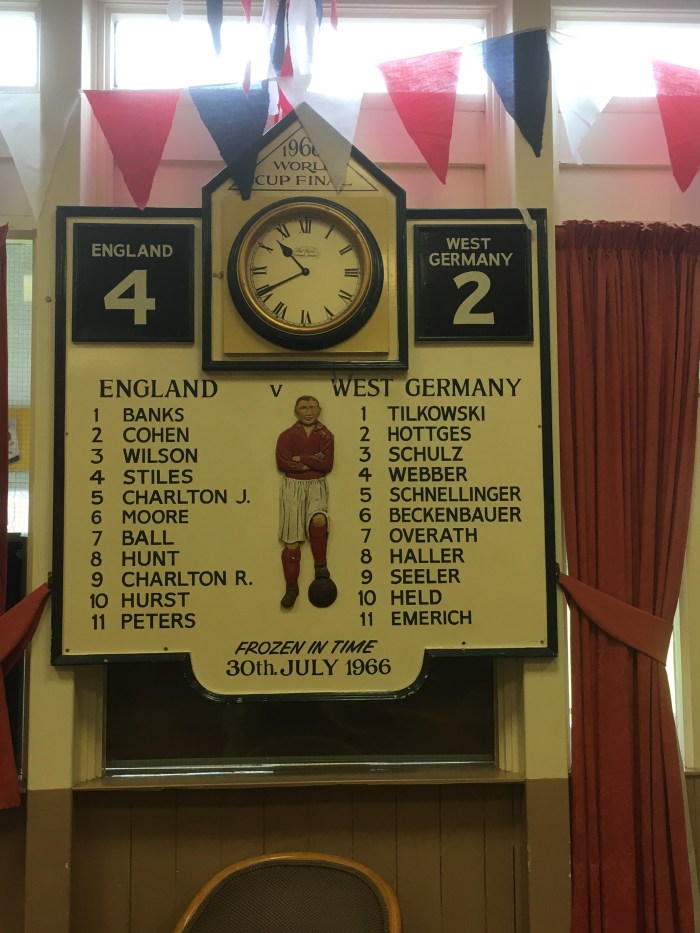 1966
WORLD
CUP FINAL
ENGLAND
4
WEST
GERMANY
2
XII
ENGLAND V WEST GERMANY
1 BANKS
2 COHEN
3 WILSON
4 STILES
5 CHARLTON J.
6 MOORE
7 BALL
8 HUNT
9 CHARLTON R.
10 HURST
11 PETERS
1 TILKOWSKI
2 HOTTGES
3 SCHULZ
4 WEBBER
5 SCHNELLINGER
6 BECKENBAUER
7 OVERATH
8 HALLER
9 SEELER
10 HELD
11 EMERICH
FROZEN IN TIME
30th. JULY 1966